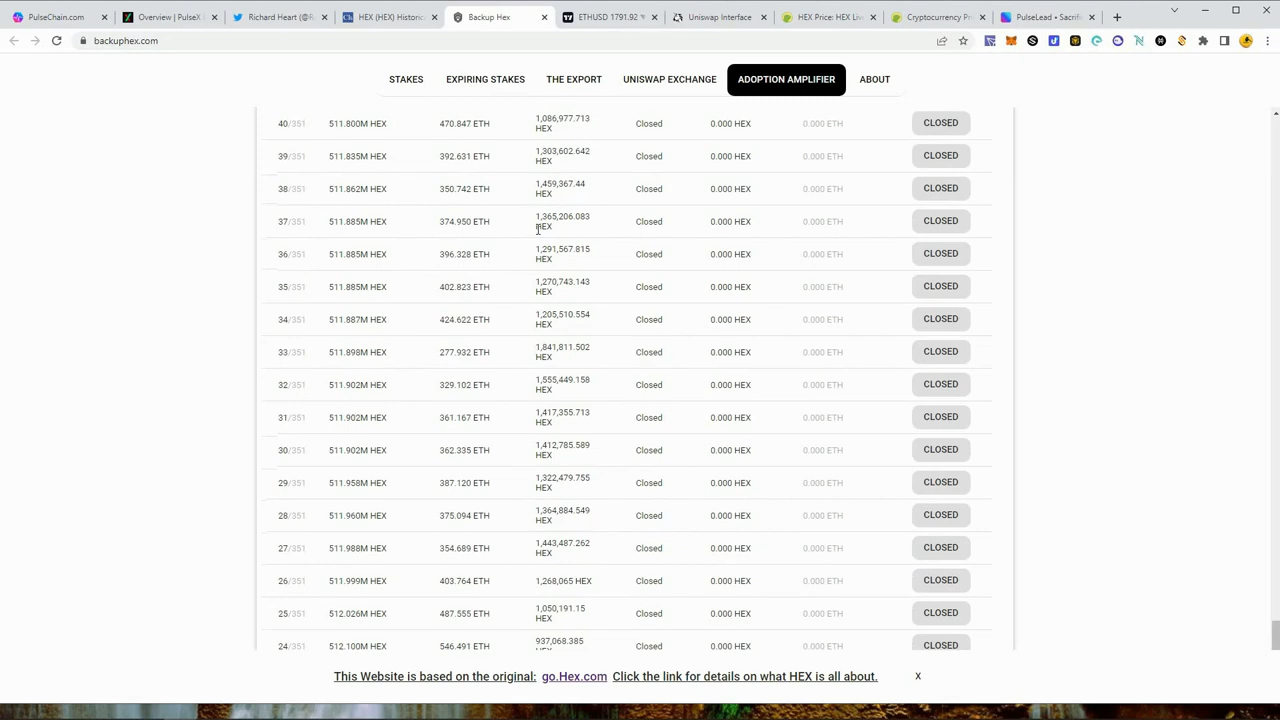 PulseChain.com
Overview | PulseX
Richard Heart (@R
HEX (HEX) Historic
Backup Hex
ETHUSD 1791.92
Uniswap Interface
HEX Price: HEX Liv
Cryptocurrency Pr
PulseLead • Sacrifi
backuphex.com
STAKES EXPIRING STAKES THE EXPORT UNISWAP EXCHANGE ADOPTION AMPLIFIER ABOUT
40/351 511.800M HEX 470.847 ETH 1,086,977.713 HEX Closed 0.000 HEX 0.000 ETH CLOSED
39/351 511.835M HEX 392.631 ETH 1,303,602.642 HEX Closed 0.000 HEX 0.000 ETH CLOSED
38/351 511.862M HEX 350.742 ETH 1,459,367.44 HEX Closed 0.000 HEX 0.000 ETH CLOSED
37/351 511.885M HEX 374.950 ETH 1,365,206.083 HEX Closed 0.000 HEX 0.000 ETH CLOSED
36/351 511.885M HEX 396.328 ETH 1,291,567.815 HEX Closed 0.000 HEX 0.000 ETH CLOSED
35/351 511.885M HEX 402.823 ETH 1,270,743.143 HEX Closed 0.000 HEX 0.000 ETH CLOSED
34/351 511.887M HEX 424.622 ETH 1,205,510.554 HEX Closed 0.000 HEX 0.000 ETH CLOSED
33/351 511.898M HEX 277.932 ETH 1,841,811.502 HEX Closed 0.000 HEX 0.000 ETH CLOSED
32/351 511.902M HEX 329.102 ETH 1,555,449.158 HEX Closed 0.000 HEX 0.000 ETH CLOSED
31/351 511.902M HEX 361.167 ETH 1,417,355.713 HEX Closed 0.000 HEX 0.000 ETH CLOSED
30/351 511.902M HEX 362.335 ETH 1,412,785.589 HEX Closed 0.000 HEX 0.000 ETH CLOSED
29/351 511.958M HEX 387.120 ETH 1,322,479.755 HEX Closed 0.000 HEX 0.000 ETH CLOSED
28/351 511.960M HEX 375.094 ETH 1,364,884.549 HEX Closed 0.000 HEX 0.000 ETH CLOSED
27/351 511.988M HEX 354.689 ETH 1,443,487.262 HEX Closed 0.000 HEX 0.000 ETH CLOSED
26/351 511.999M HEX 403.764 ETH 1,268,065 HEX Closed 0.000 HEX 0.000 ETH CLOSED
25/351 512.026M HEX 487.555 ETH 1,050,191.15 HEX Closed 0.000 HEX 0.000 ETH CLOSED
24/351 512.100M HEX 546.491 ETH 937,068.385 Closed 0.000 HEX 0.000 ETH CLOSED
This Website is based on the original: go.Hex.com Click the link for details on what HEX is all about. X